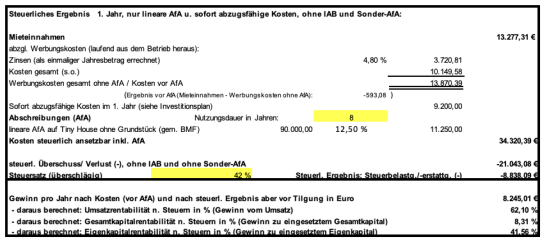 Steuerliches Ergebnis 1. Jahr, nur lineare AfA u. sofort abzugsfähige Kosten, ohne IAB und Sonder-AfA:
Mieteinnahmen 13.277,31 €
abzgl. Werbungskosten (laufend aus dem Betrieb heraus):
Zinsen (als einmaliger Jahresbetrag errechnet) 4,80 % 3.720,81
Kosten gesamt (s.o.) 10.149,58
Werbungskosten gesamt ohne AfA / Kosten vor AfA 13.870,39
(Ergebnis vor AfA (Mieteinnahmen - Werbungskosten ohne AfA): -593,08 )
Sofort abzugsfähige Kosten im 1. Jahr (siehe Investitionsplan) 9.200,00
Abschreibungen (AfA) Nutzungsdauer in Jahren: 8
lineare AfA auf Tiny House ohne Grundstück (gem. BMF) 90.000,00 12,50 % 11.250,00
Kosten steuerlich ansetzbar inkl. AfA 34.320,39 €
steuerl. Überschuss/ Verlust (-), ohne IAB und ohne Sonder-AfA -21.043,08 €
Steuersatz (überschlägig) 42 % Steuerl. Ergebnis: Steuerbelastg./-erstattg. (-) -8.838,09 €
Gewinn pro Jahr nach Kosten (vor AfA) und nach steuerl. Ergebnis aber vor Tilgung in Euro 8.245,01 €
- daraus berechnet: Umsatzrentabilität n. Steuern in % (Gewinn vom Umsatz) 62,10 %
- daraus berechnet: Gesamtkapitalrentabilität n. Steuern in % (Gewinn zu eingesetztem Gesamtkapital) 8,31 %
- daraus berechnet: Eigenkapitalrentabilität n. Steuern in % (Gewinn zu eingesetztem Eigenkapital) 41,56 %